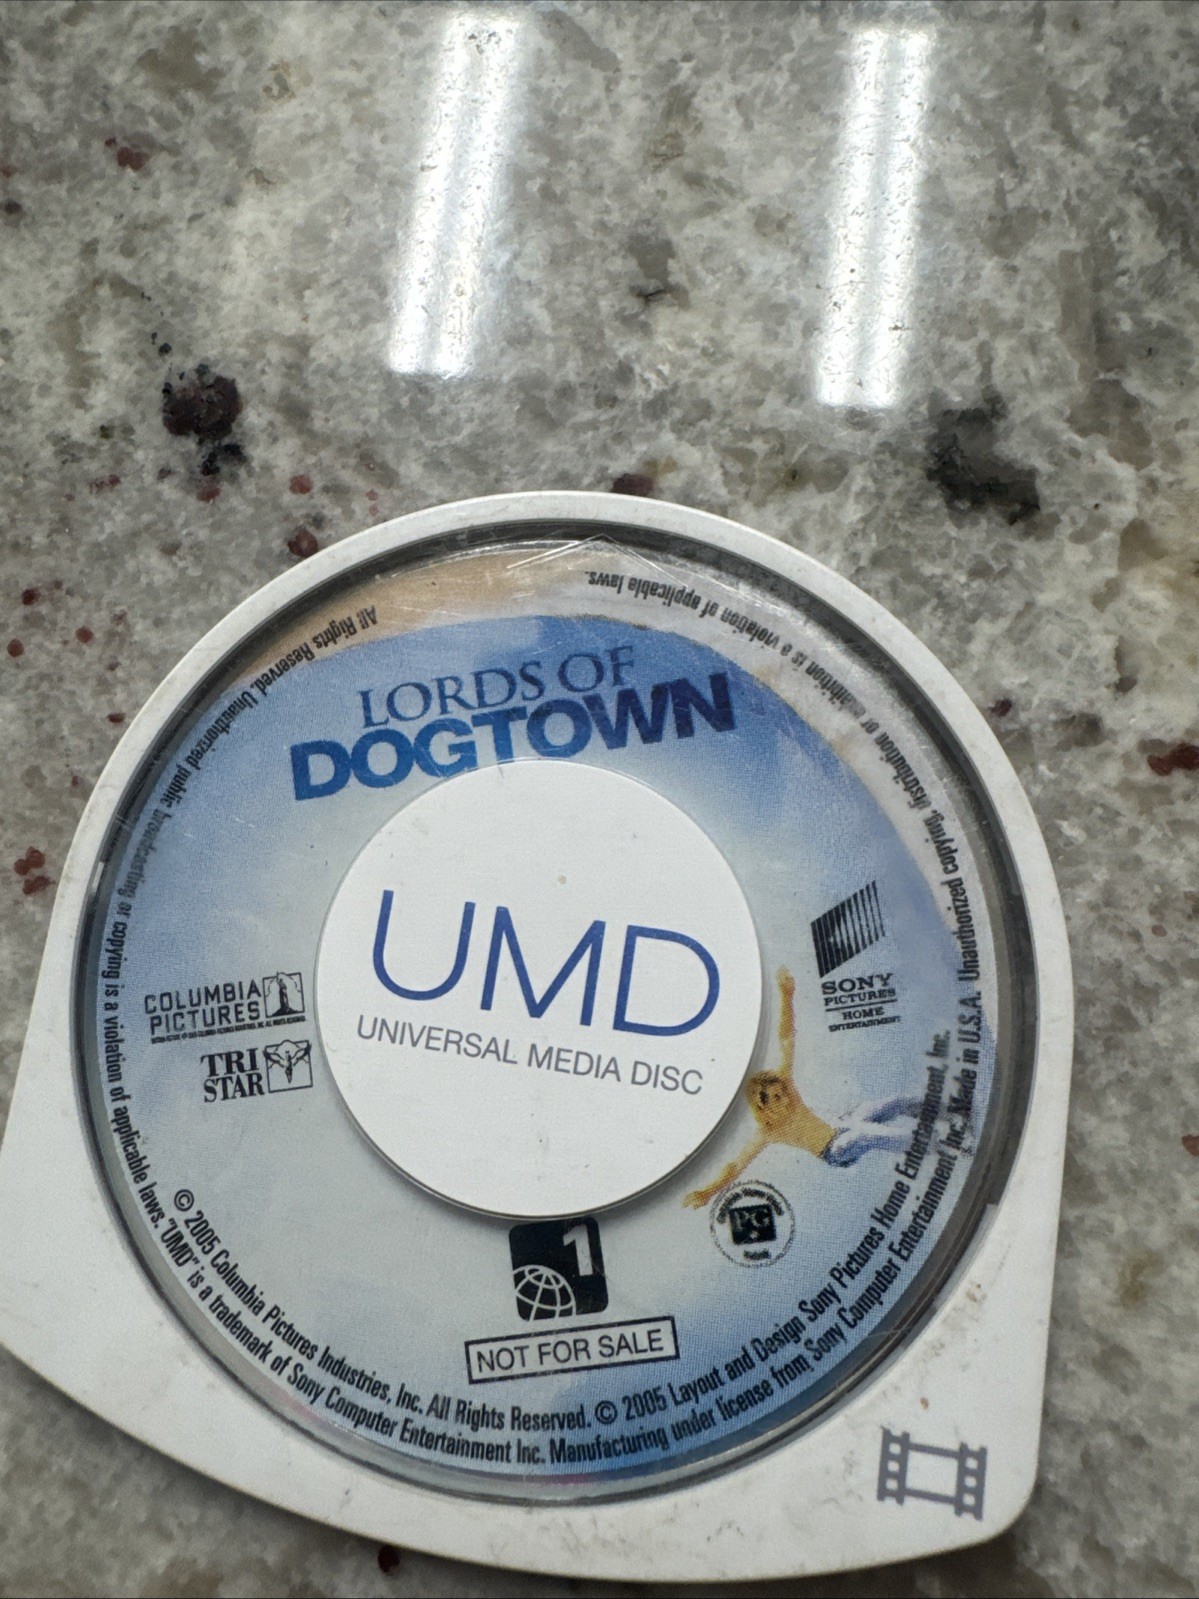 LORDS OF
DOGTOWN
UMD
UNIVERSAL MEDIA DISC
COLUMBIA
PICTURES
TRI
STAR
SONY
PICTURES
HOME
ENTERTAINMENT
PG
1
NOT FOR SALE
© 2005 Columbia Pictures Industries, Inc. All Rights Reserved. © 2005 Layout and Design Sony Pictures Home Entertainment, Inc.
All Rights Reserved. Unauthorized public broadcasting or copying is a violation of applicable laws. "UMD" is a trademark of Sony Computer Entertainment Inc. Manufacturing under license from Sony Computer Entertainment Inc. Made in U.S.A. Unauthorized copying, distribution or exhibition is a violation of applicable laws.